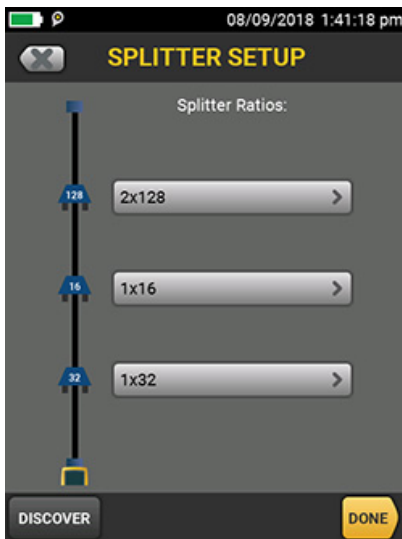 08/09/2018 1:41:18 pm
SPLITTER SETUP
Splitter Ratios:
128
2x128
16
1x16
32
1x32
DISCOVER
DONE